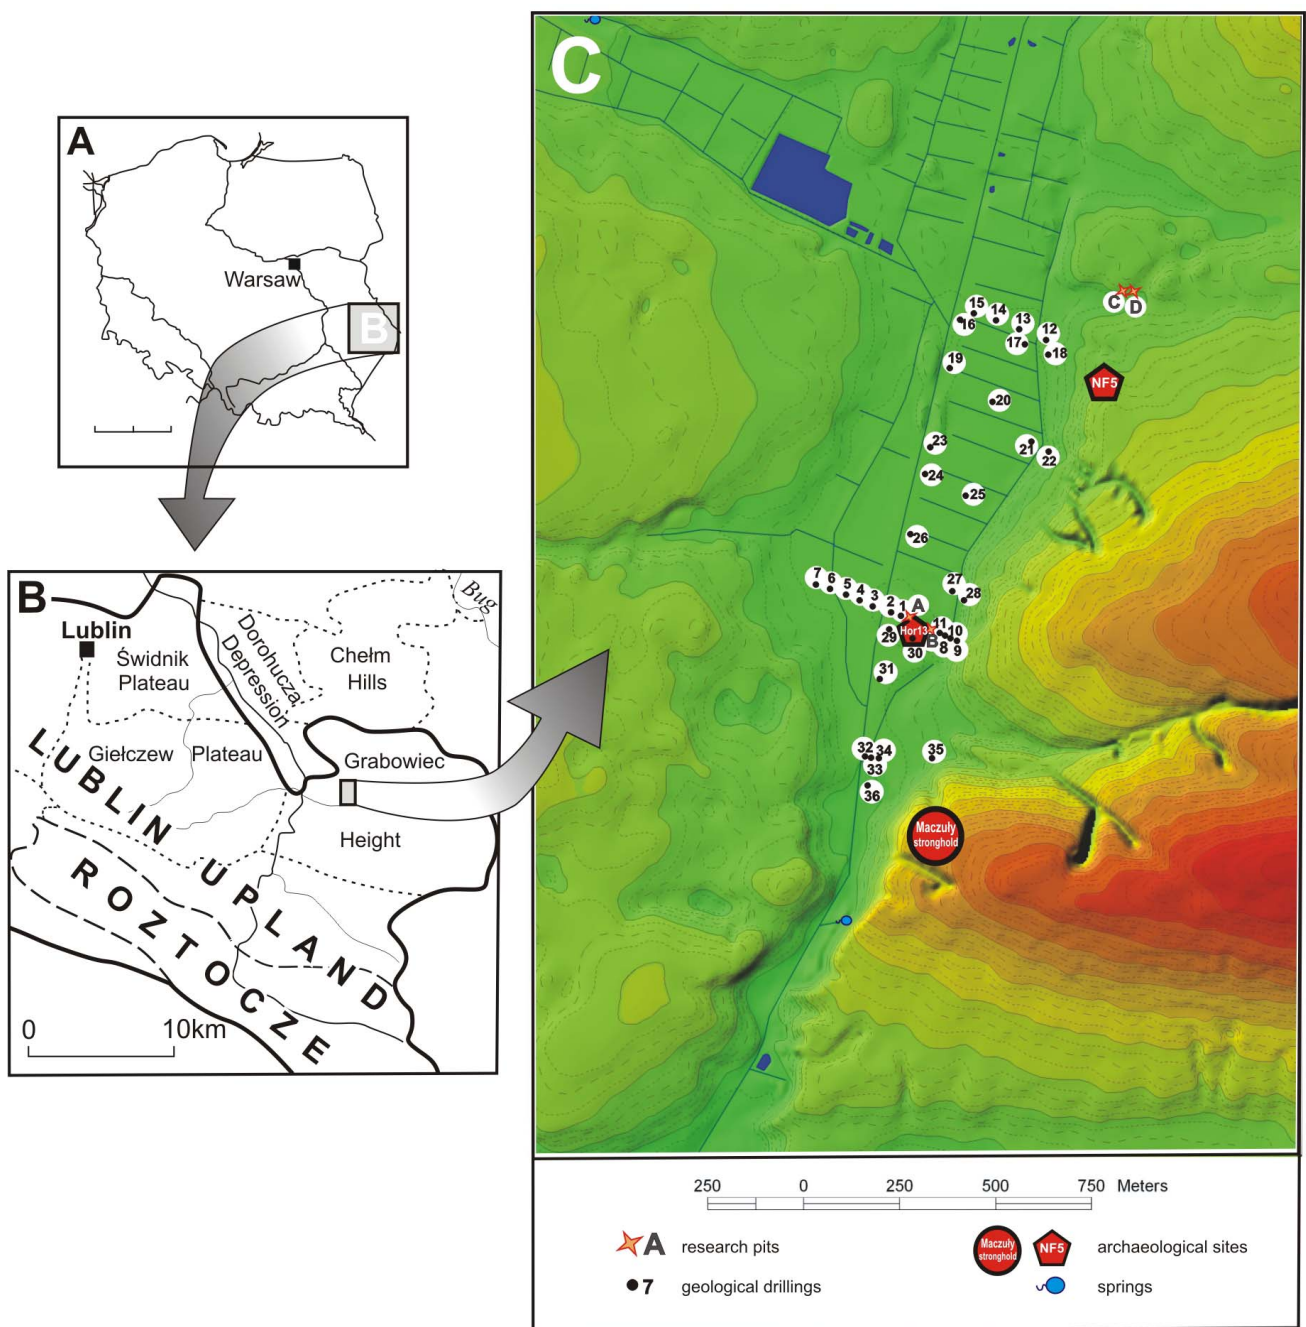 A
Warsaw
B
B
Lublin
Świdnik
Plateau
Dorohucza
Depression
Chełm
Hills
Bug
Giełczew Plateau
Grabowiec
Height
LUBLIN UPLAND
ROZTOCZE
0 10km
C
C D
NF5
15
14
13
12
16
17
18
19
20
23
21
22
24
25
26
27
28
7
6
5
4
3
2
1
A
Hor13
B
11
10
29
30
8
9
31
32
34
33
35
36
Maczuły
stronghold
250 0 250 500 750 Meters
A research pits
7 geological drillings
Maczuły
stronghold
NF5
archaeological sites
springs